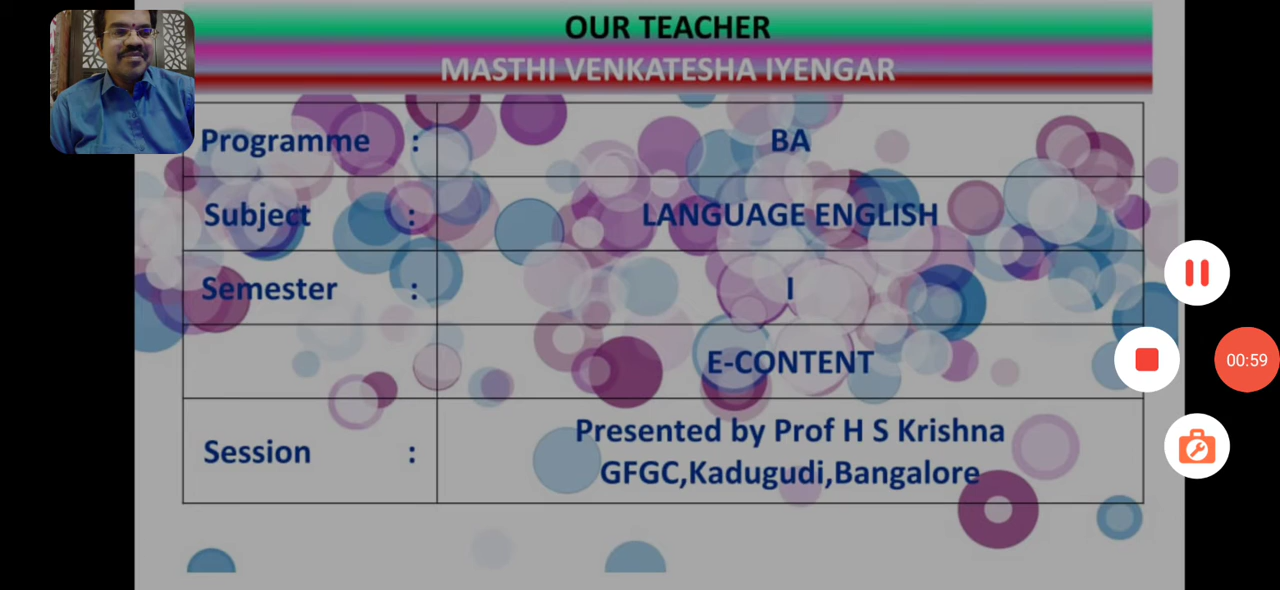 OUR TEACHER
MASTHI VENKATESHA IYENGAR
Programme : BA
Subject : LANGUAGE ENGLISH
Semester : I
E-CONTENT
Session : Presented by Prof H S Krishna
GFGC,Kadugudi,Bangalore
00:59